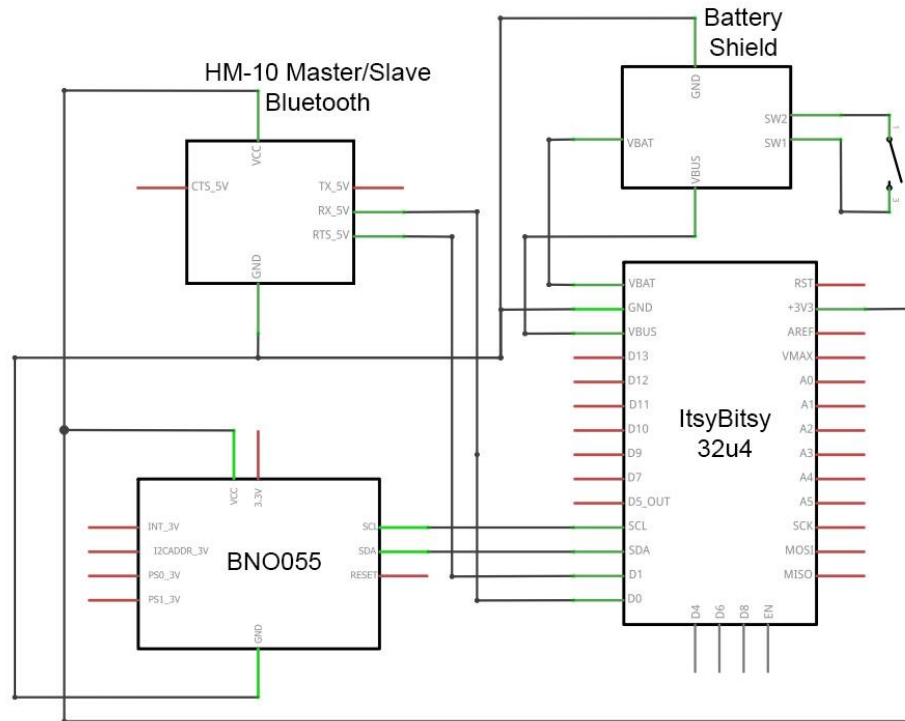 Battery
Shield
HM-10 Master/Slave
Bluetooth
GND
VBAT
SW2
SW1
VBUS
1
3
VCC
CTS_5V
TX_5V
RX_5V
RTS_5V
GND
VBAT
GND
VBUS
D13
D12
D11
D10
D9
D7
D5_OUT
SCL
SDA
D1
D0
RST
+3V3
AREF
VMAX
A0
A1
A2
A3
A4
A5
SCK
MOSI
MISO
D4
D6
D8
EN
ItsyBitsy
32u4
VCC
3.3V
INT_3V
I2CADDR_3V
PS0_3V
PS1_3V
SCL
SDA
RESET
BNO055
GND